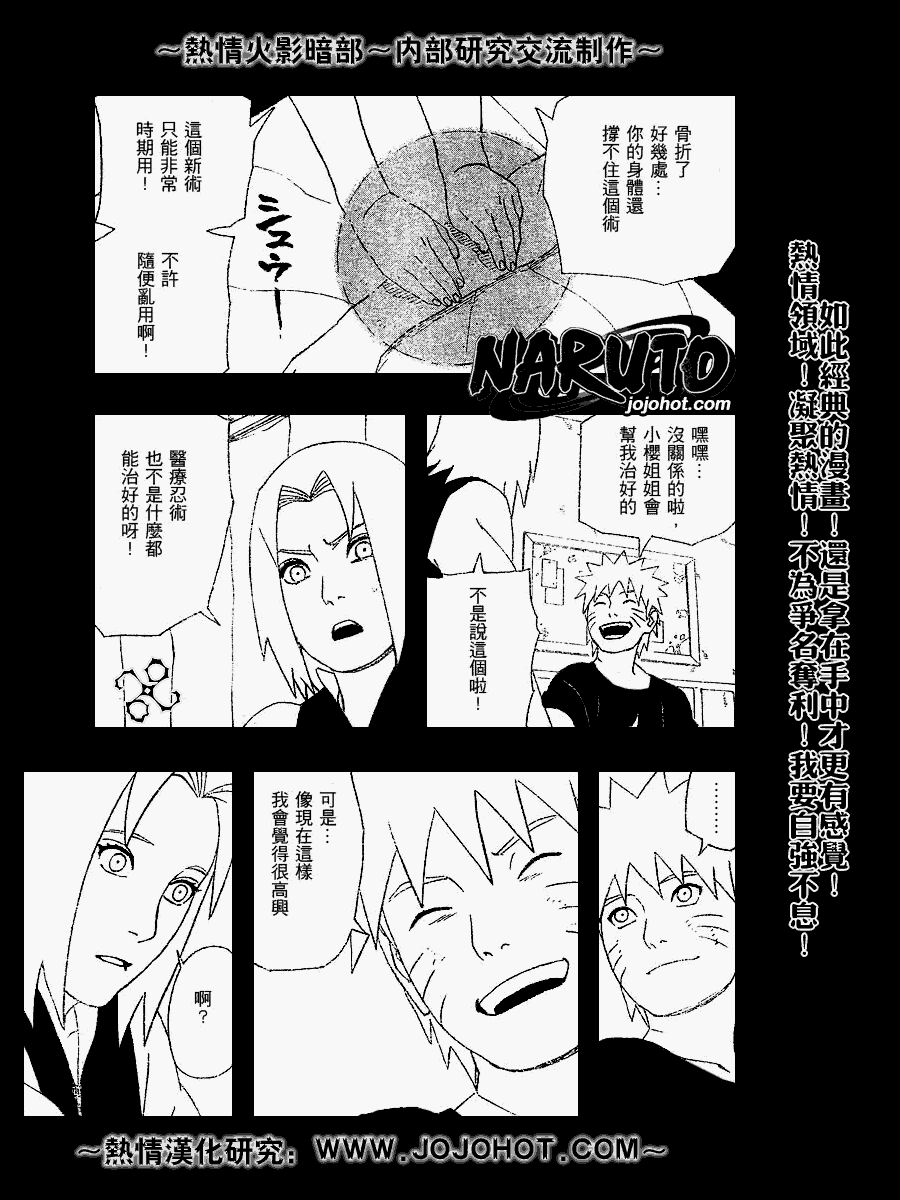 ～熱情火影暗部～内部研究交流制作～
骨折了
好幾處…
你的身體還
撐不住這個術
シュウー
這個新術
只能非常
時期用！
不許
隨便亂用啊！
NARUTO
jojohot.com
嘿嘿…
沒關係的啦，
小櫻姐姐會
幫我治好的
不是說這個啦！
醫療忍術
也不是什麼都
能治好的呀！
………
可是…
像現在這樣
我會覺得很高興
啊？
如此經典的漫畫！還是拿在手中才更有感覺！
熱情領域！凝聚熱情！不為爭名奪利！我要自強不息！
～熱情漢化研究：WWW.JOJOHOT.COM～